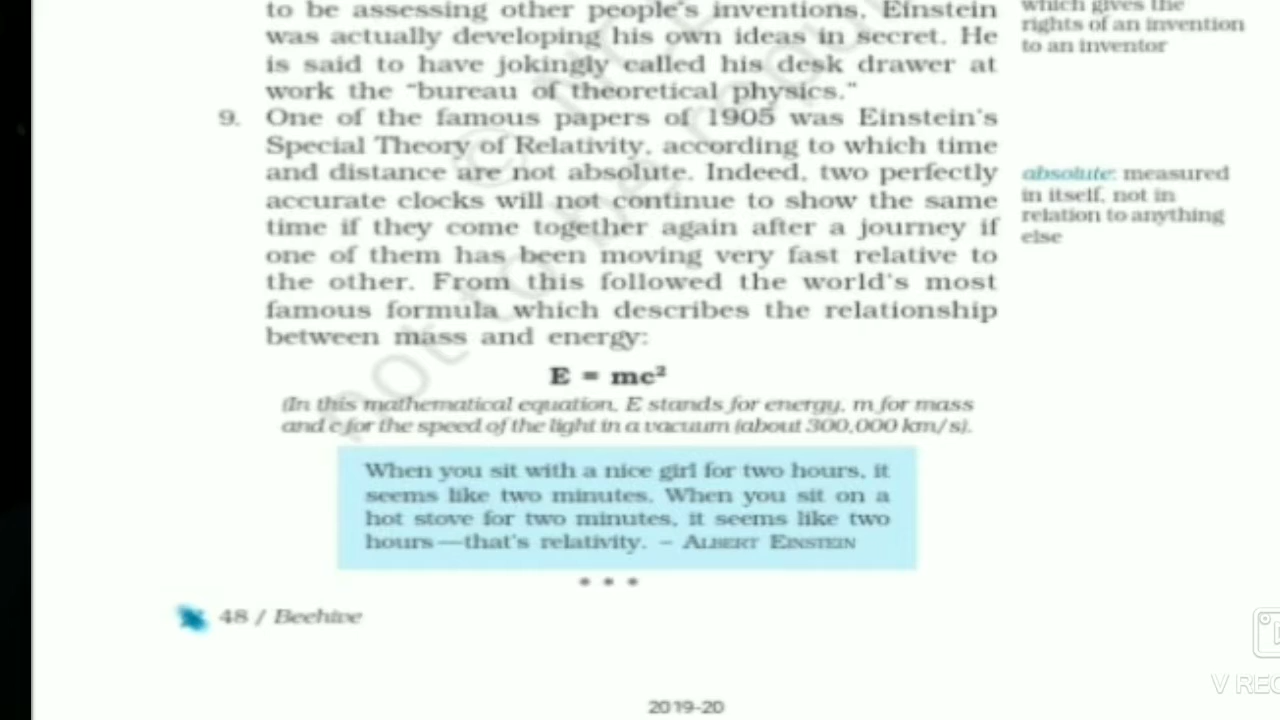 to be assessing other people's inventions, Einstein
was actually developing his own ideas in secret. He
is said to have jokingly called his desk drawer at
work the "bureau of theoretical physics."
which gives the
rights of an invention
to an inventor
9. One of the famous papers of 1905 was Einstein's
Special Theory of Relativity, according to which time
and distance are not absolute. Indeed, two perfectly
accurate clocks will not continue to show the same
time if they come together again after a journey if
one of them has been moving very fast relative to
the other. From this followed the world's most
famous formula which describes the relationship
between mass and energy:
absolute: measured
in itself, not in
relation to anything
else
E = mc²
(In this mathematical equation, E stands for energy, m for mass
and c for the speed of the light in a vacuum (about 300,000 km/s).
When you sit with a nice girl for two hours, it
seems like two minutes. When you sit on a
hot stove for two minutes, it seems like two
hours—that's relativity. – ALBERT EINSTEIN
• • •
48 / Beehive
2019-20
not to be
V REC